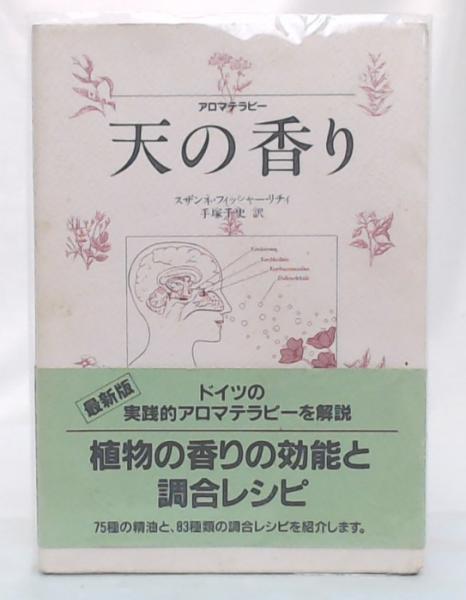 アロマテラピー
天の香り
スザンネ・フィッシャー・リチィ
手塚千史 訳
最新版
ドイツの
実践的アロマテラピーを解説
植物の香りの効能と
調合レシピ
75種の精油と、83種類の調合レシピを紹介します。